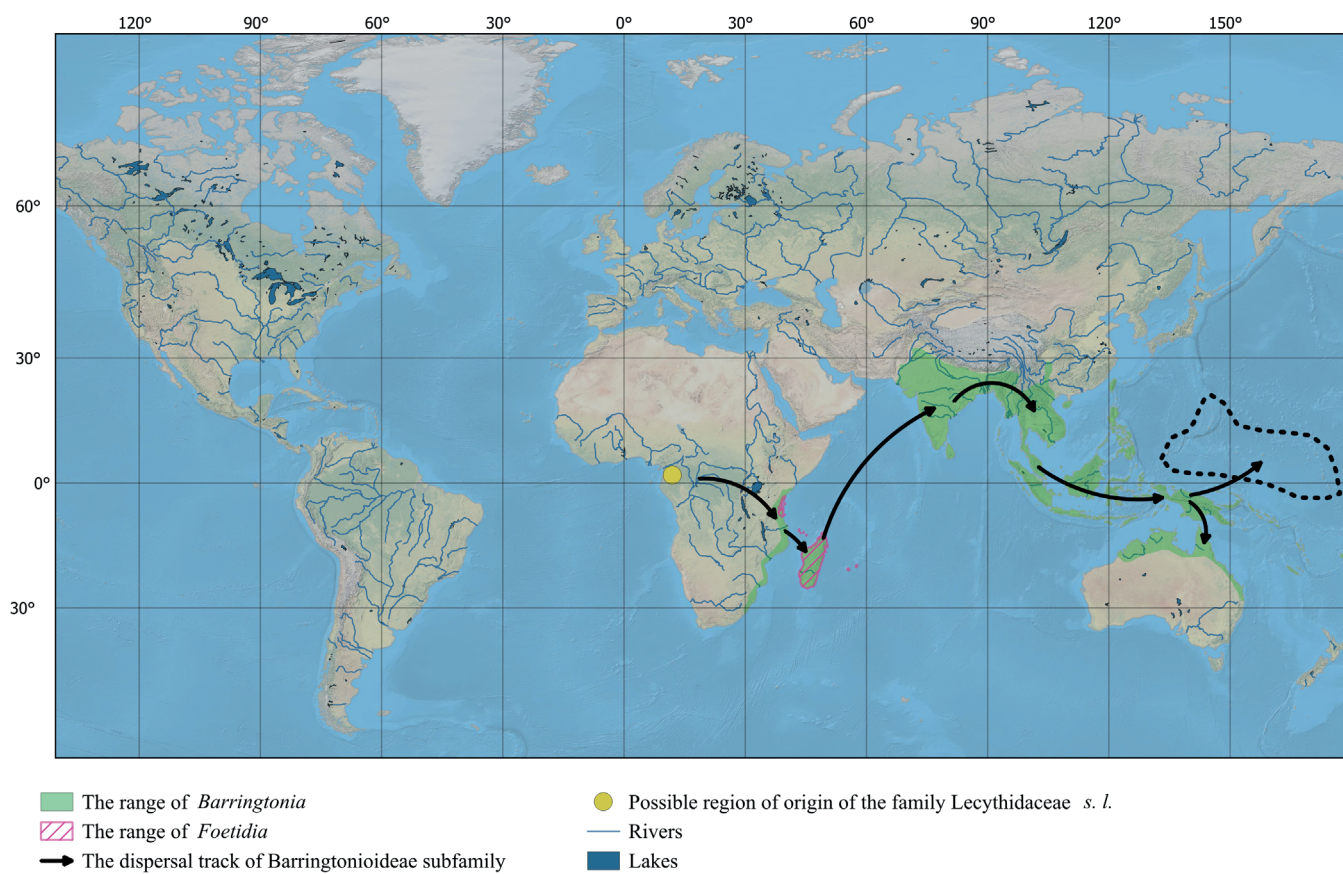 120° 90° 60° 30° 0° 30° 60° 90° 120° 150°
60°
30°
0°
30°
The range of Barringtonia
The range of Foetidia
The dispersal track of Barringtonioideae subfamily
Possible region of origin of the family Lecythidaceae s. l.
Rivers
Lakes